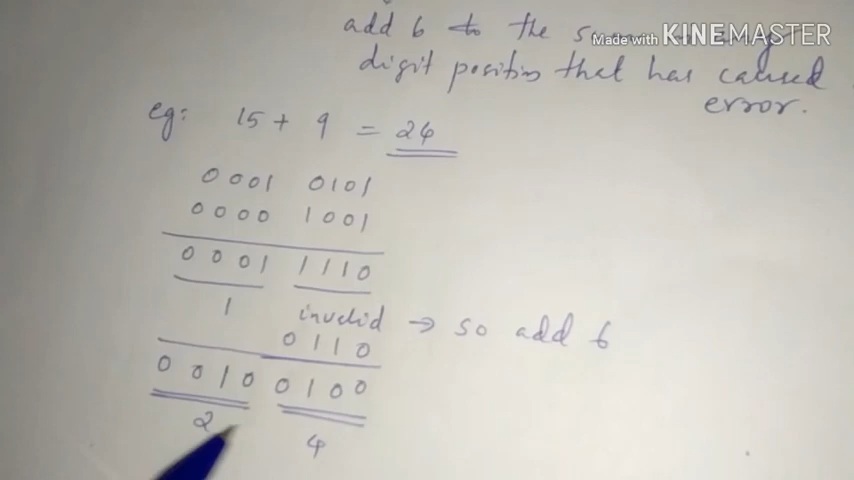 add 6 to the
Made with KINEMASTER
digit position that has caused
error.
eg: 15 + 9 = 24
0001 0101
0000 1001
0001 1110
1 invalid → so add 6
0110
0010 0100
2 4